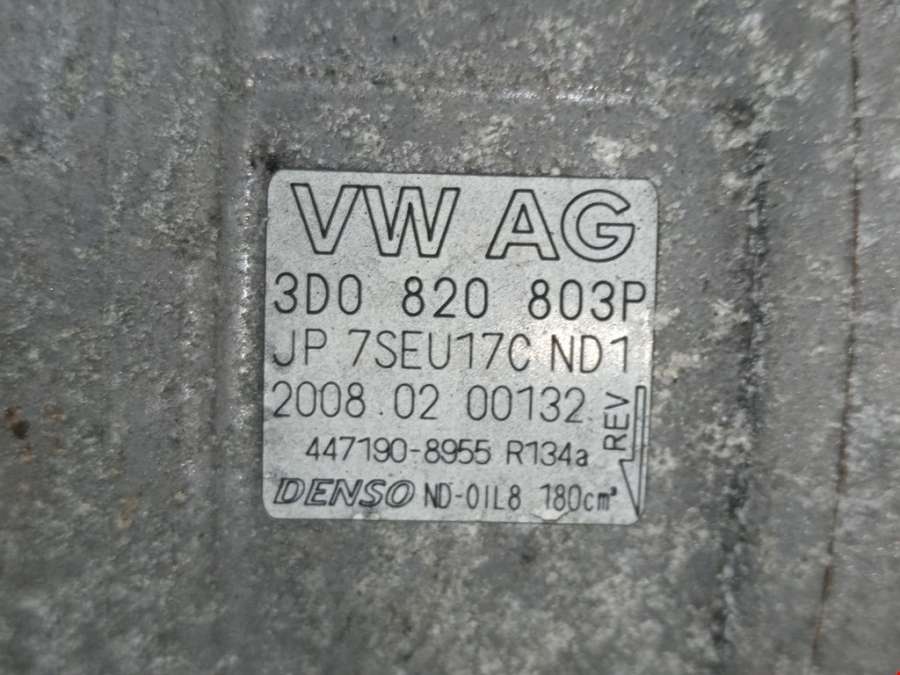 VW AG
3D0 820 803P
JP 7SEU17C ND1
2008.02 00132
REV
447190-8955 R134a
DENSO ND-OIL8 180cm³